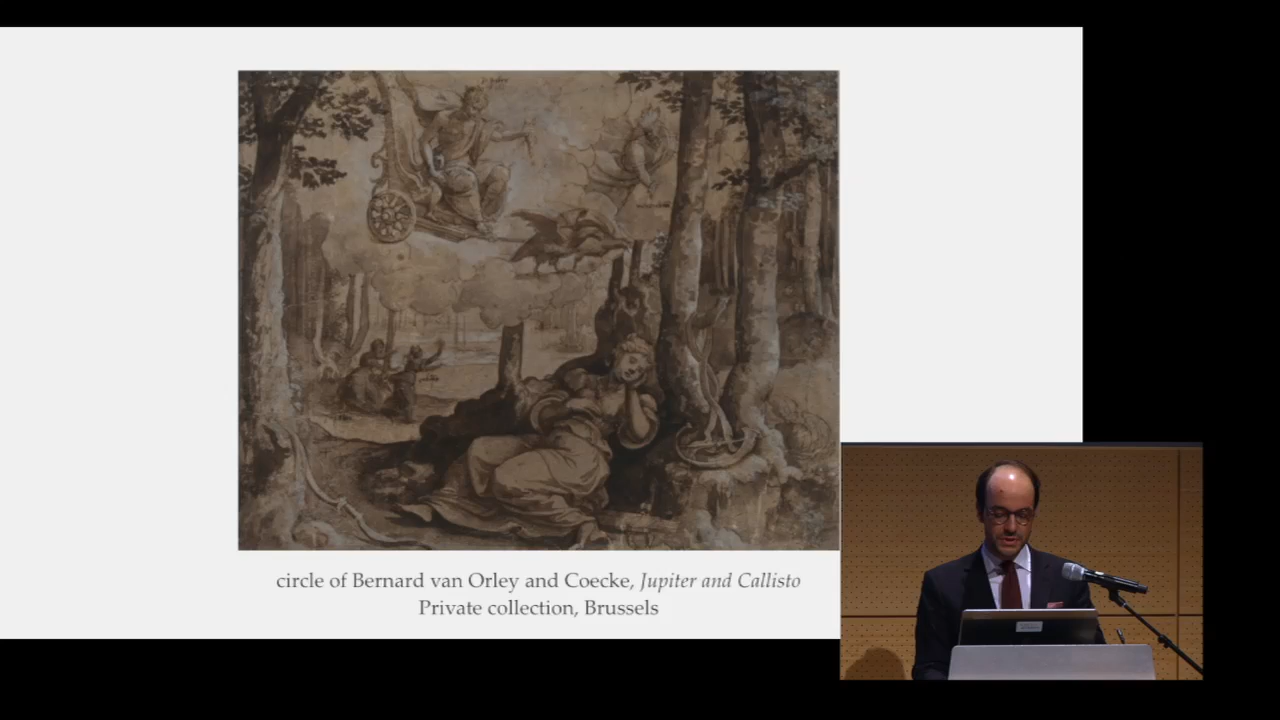 circle of Bernard van Orley and Coecke, Jupiter and Callisto
Private collection, Brussels